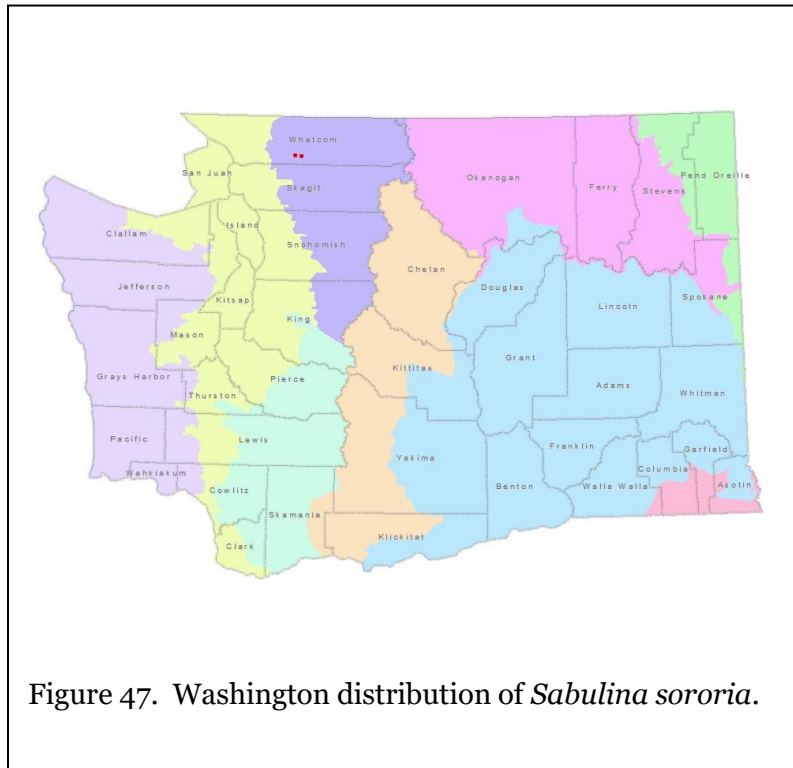 Whatcom
San Juan
Skagit
Okanogan
Ferry
Stevens
Pend Oreille
Island
Clallam
Snohomish
Chelan
Jefferson
Kitsap
Douglas
Lincoln
Spokane
King
Mason
Kittitas
Grant
Grays Harbor
Pierce
Adams
Whitman
Thurston
Pacific
Lewis
Yakima
Franklin
Garfield
Wahkiakum
Columbia
Cowlitz
Benton
Walla Walla
Asotin
Skamania
Clark
Klickitat
Figure 47. Washington distribution of Sabulina sororia.